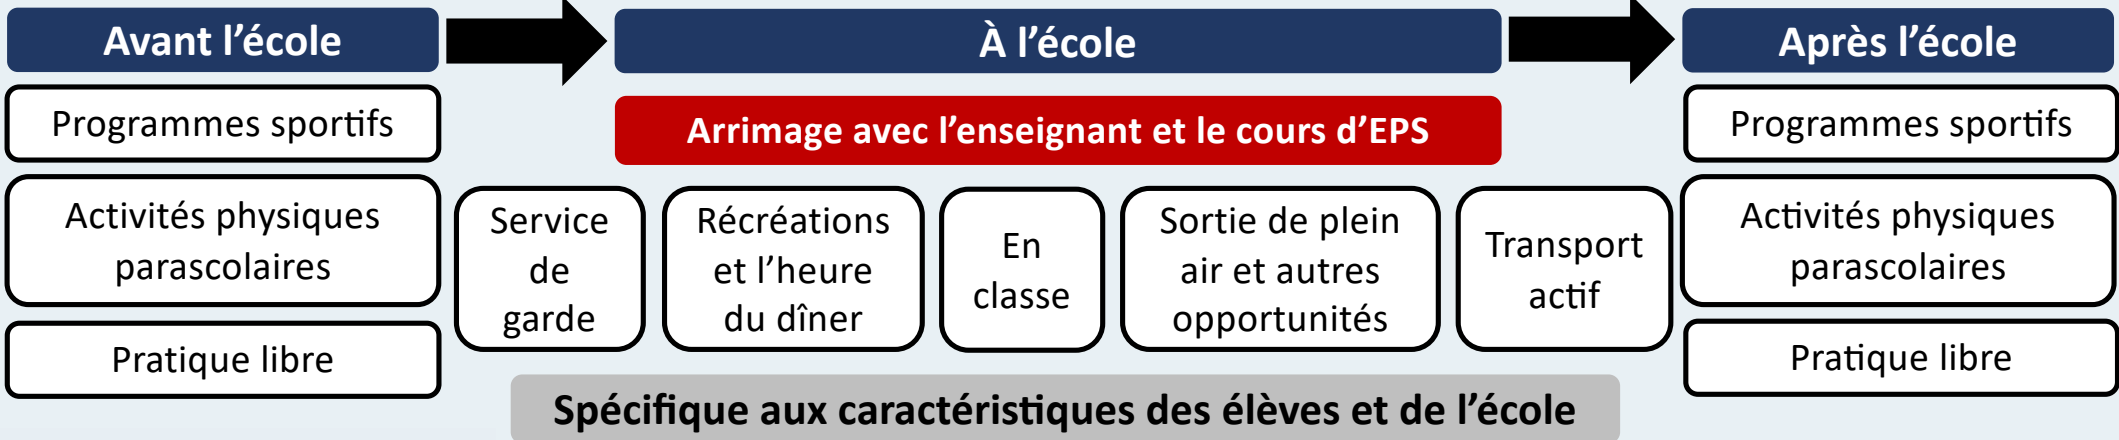 Avant l’école
À l’école
Après l’école
Programmes sportifs
Activités physiques
parascolaires
Pratique libre
Arrimage avec l’enseignant et le cours d’EPS
Service
de
garde
Récréations
et l’heure
du dîner
En
classe
Sortie de plein
air et autres
opportunités
Transport
actif
Spécifique aux caractéristiques des élèves et de l’école
Programmes sportifs
Activités physiques
parascolaires
Pratique libre